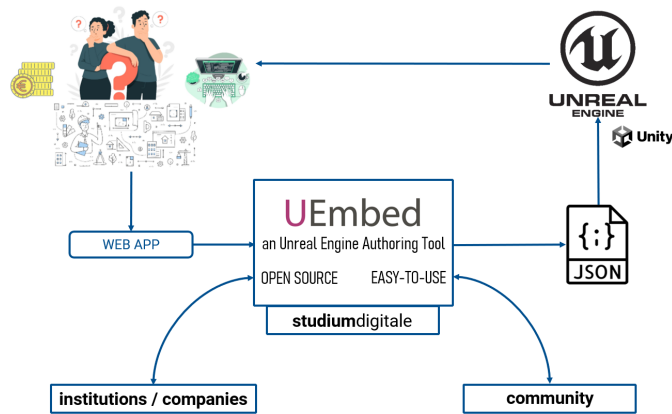 ? ?
€
?
UNREAL
ENGINE
Unity
UEmbed
WEB APP
an Unreal Engine Authoring Tool
{;}
OPEN SOURCE EASY-TO-USE
JSON
studiumdigitale
institutions / companies
community